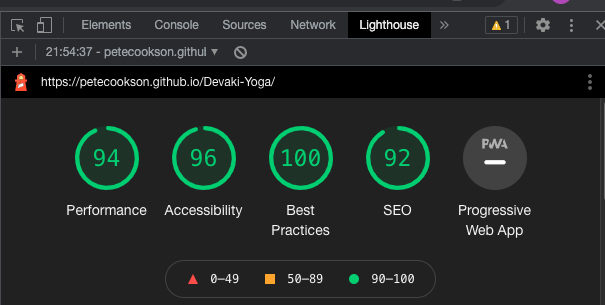 Elements Console Sources Network Lighthouse » 1
+ 21:54:37 - petecookson.githul
https://petecookson.github.io/Devaki-Yoga/
94 96 100 92 PWA
Performance Accessibility Best Practices SEO Progressive Web App
0–49 50–89 90–100